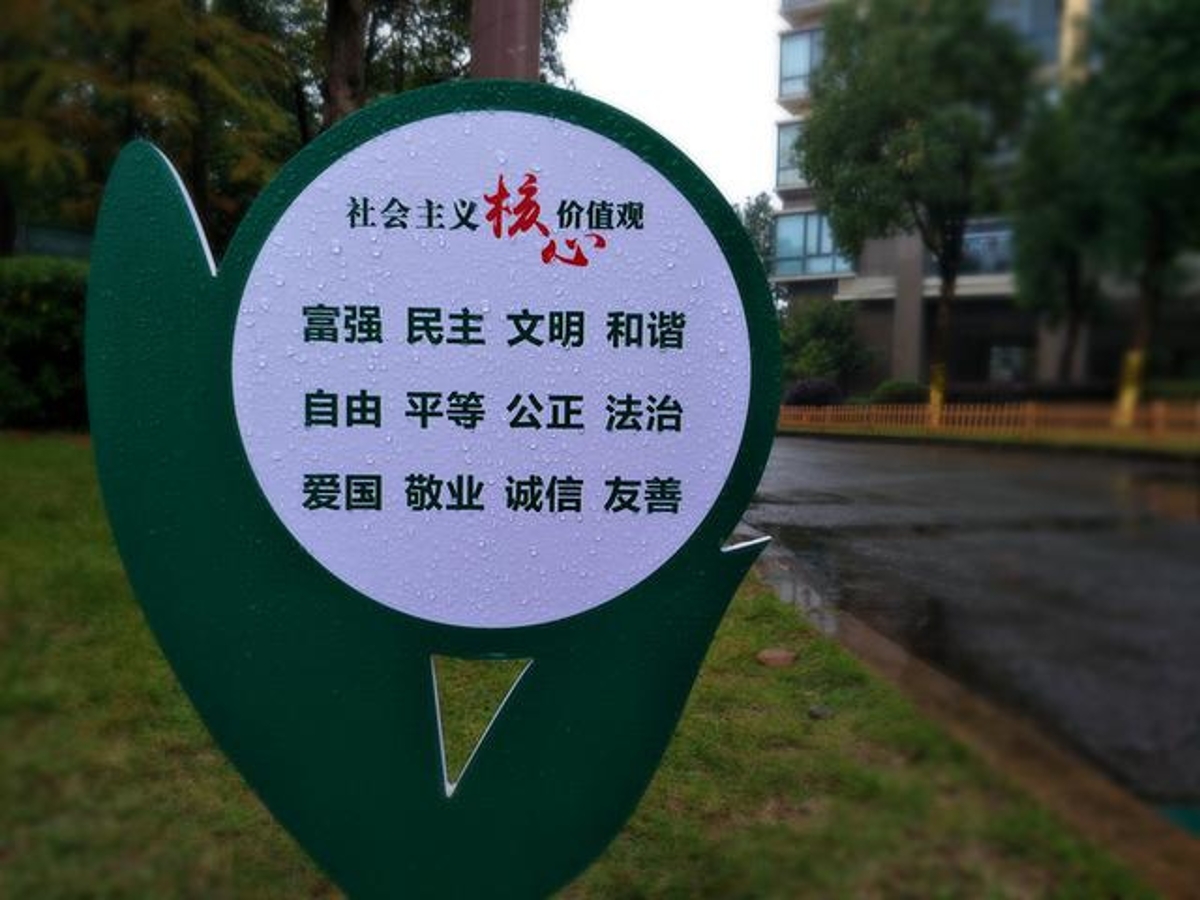 社会主义核心价值观
富强 民主 文明 和谐
自由 平等 公正 法治
爱国 敬业 诚信 友善